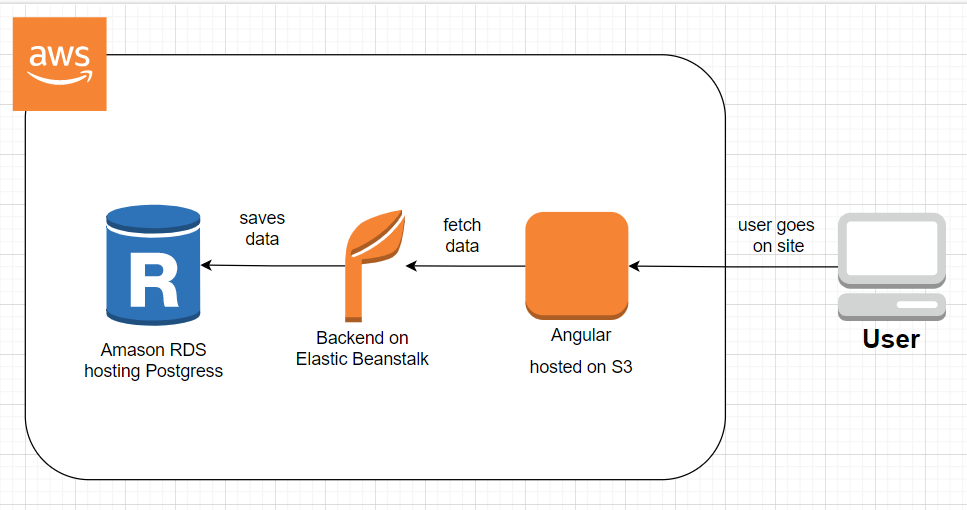 aws
saves
data
fetch
data
user goes
on site
R
Amason RDS
hosting Postgress
Backend on
Elastic Beanstalk
Angular
hosted on S3
User